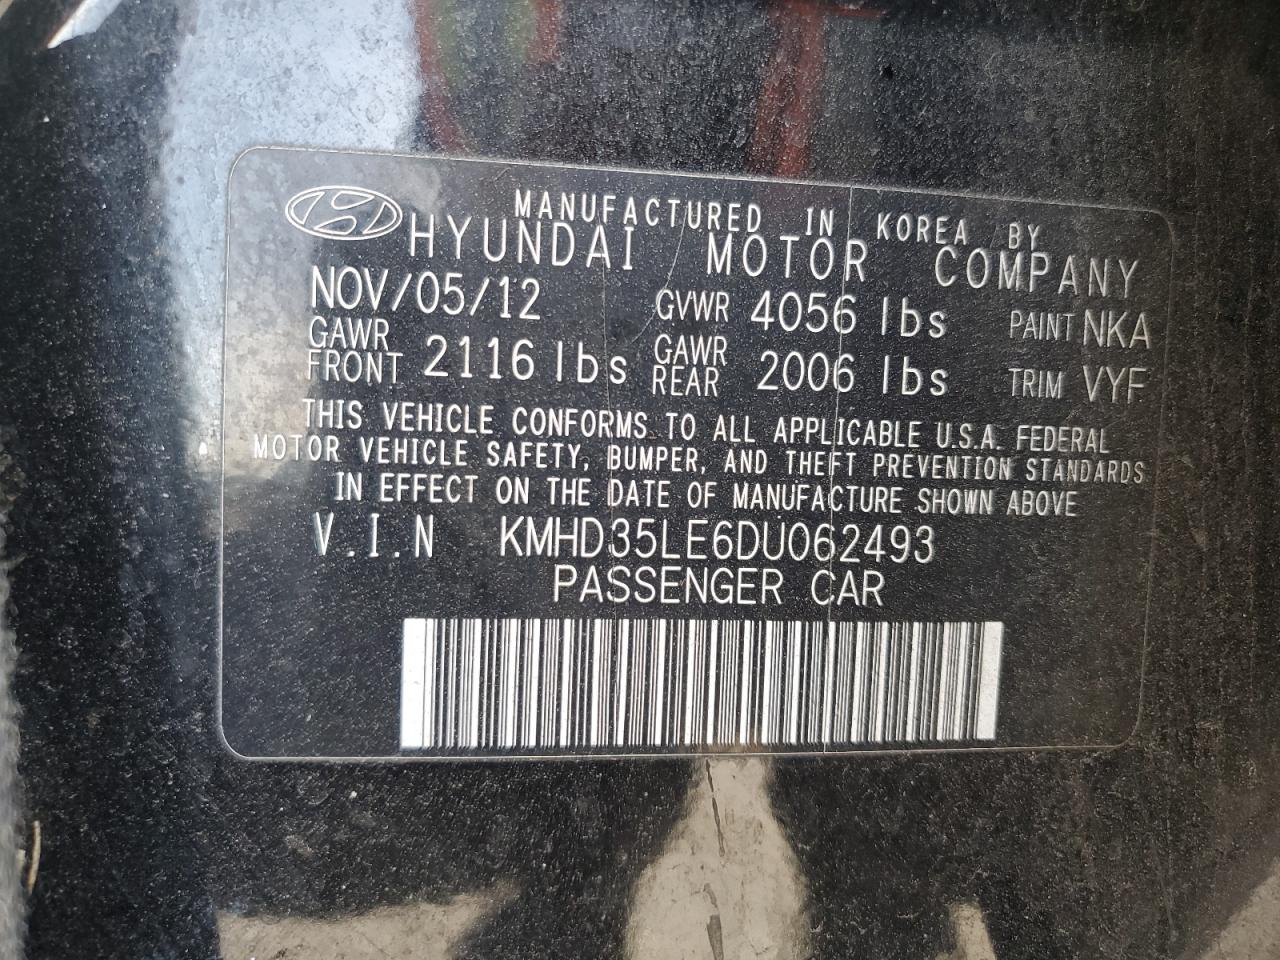 MANUFACTURED IN KOREA BY
HYUNDAI MOTOR COMPANY
NOV/05/12 GVWR 4056 lbs PAINT NKA
GAWR FRONT 2116 lbs GAWR REAR 2006 lbs TRIM VYF
THIS VEHICLE CONFORMS TO ALL APPLICABLE U.S.A. FEDERAL
MOTOR VEHICLE SAFETY, BUMPER, AND THEFT PREVENTION STANDARDS
IN EFFECT ON THE DATE OF MANUFACTURE SHOWN ABOVE
V.I.N KMHD35LE6DU062493
PASSENGER CAR